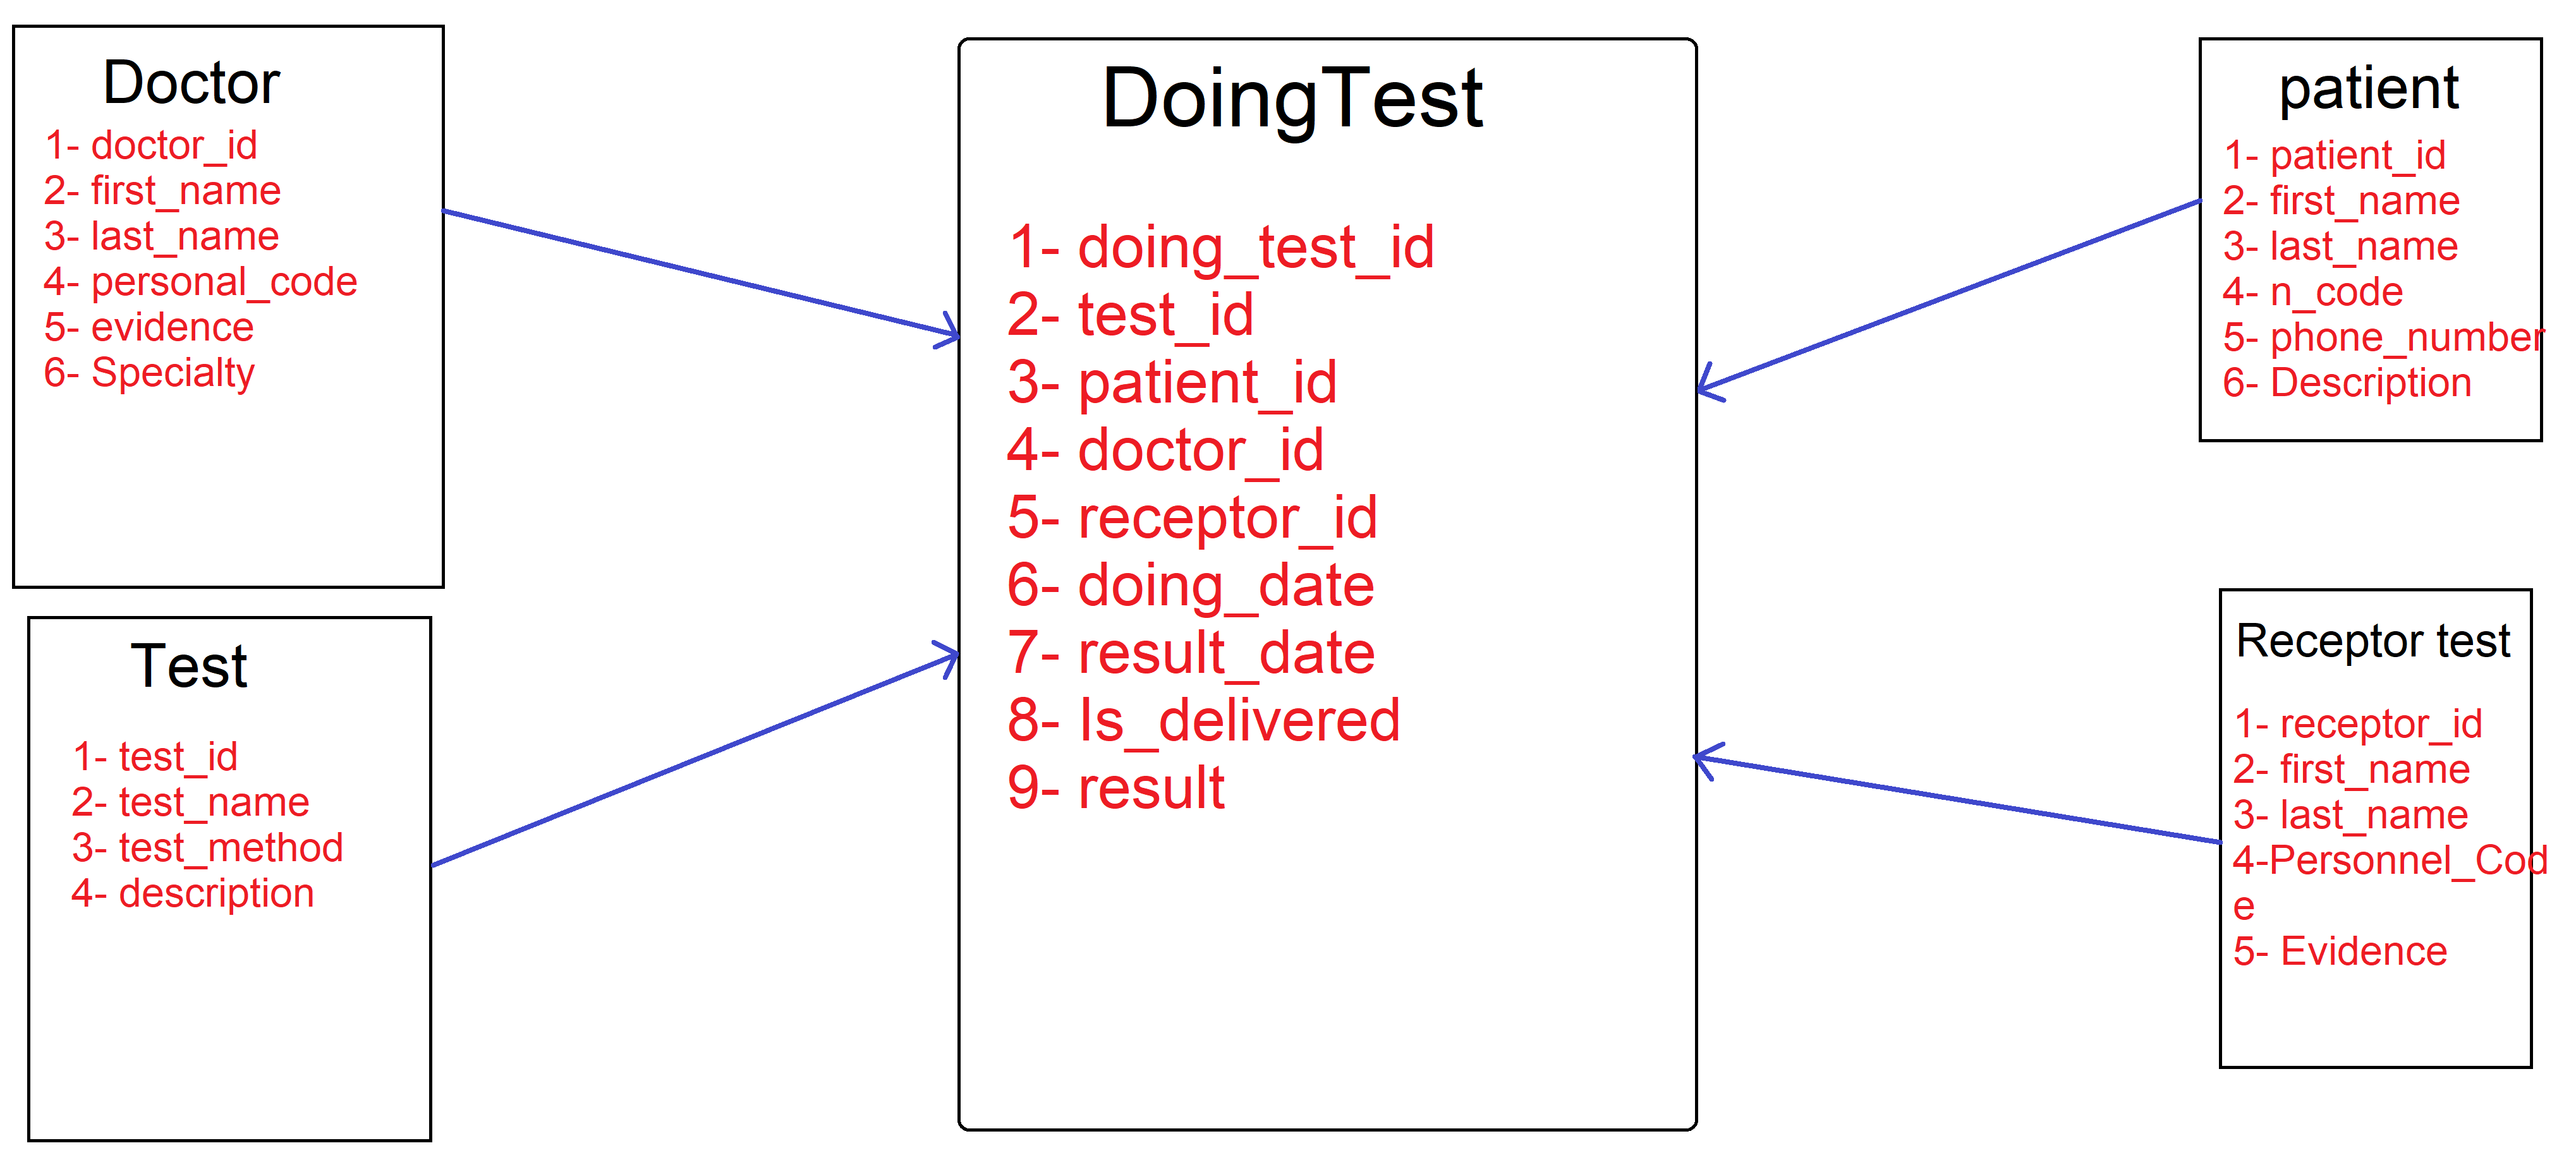 Doctor
1- doctor_id
2- first_name
3- last_name
4- personal_code
5- evidence
6- Specialty
Test
1- test_id
2- test_name
3- test_method
4- description
DoingTest
1- doing_test_id
2- test_id
3- patient_id
4- doctor_id
5- receptor_id
6- doing_date
7- result_date
8- Is_delivered
9- result
patient
1- patient_id
2- first_name
3- last_name
4- n_code
5- phone_number
6- Description
Receptor test
1- receptor_id
2- first_name
3- last_name
4-Personnel_Cod
e
5- Evidence